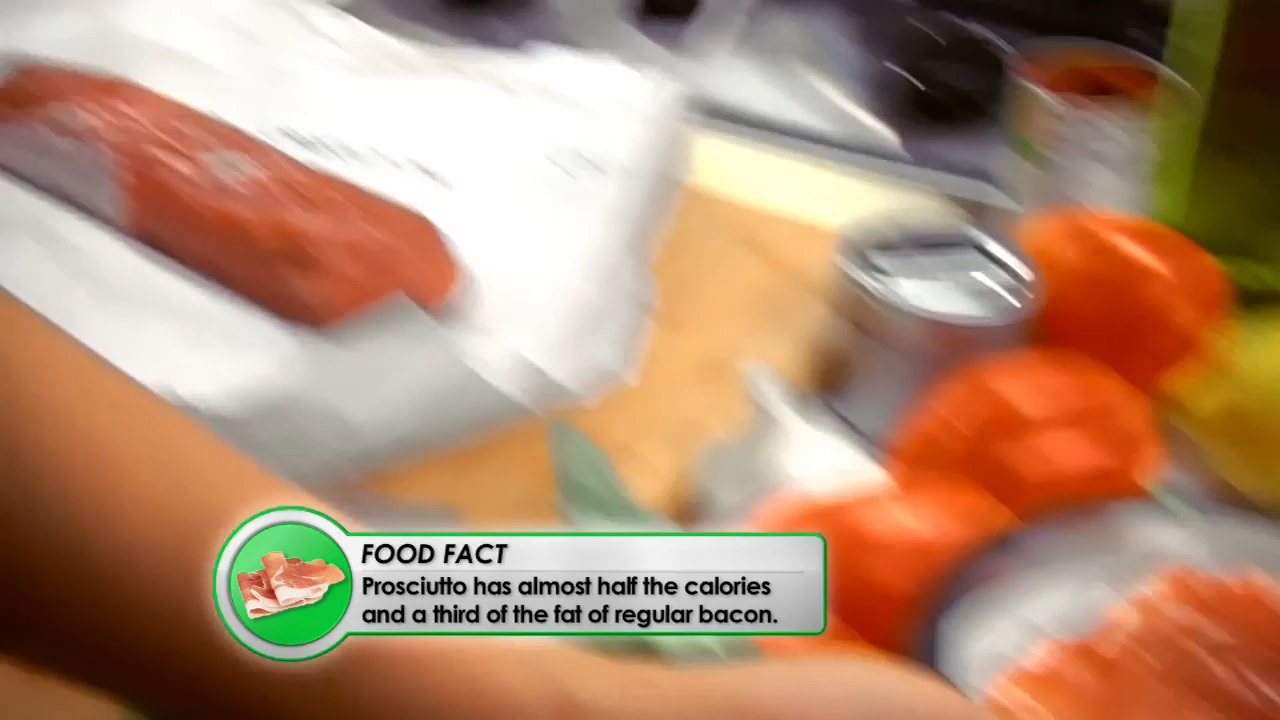 FOOD FACT
Prosciutto has almost half the calories
and a third of the fat of regular bacon.